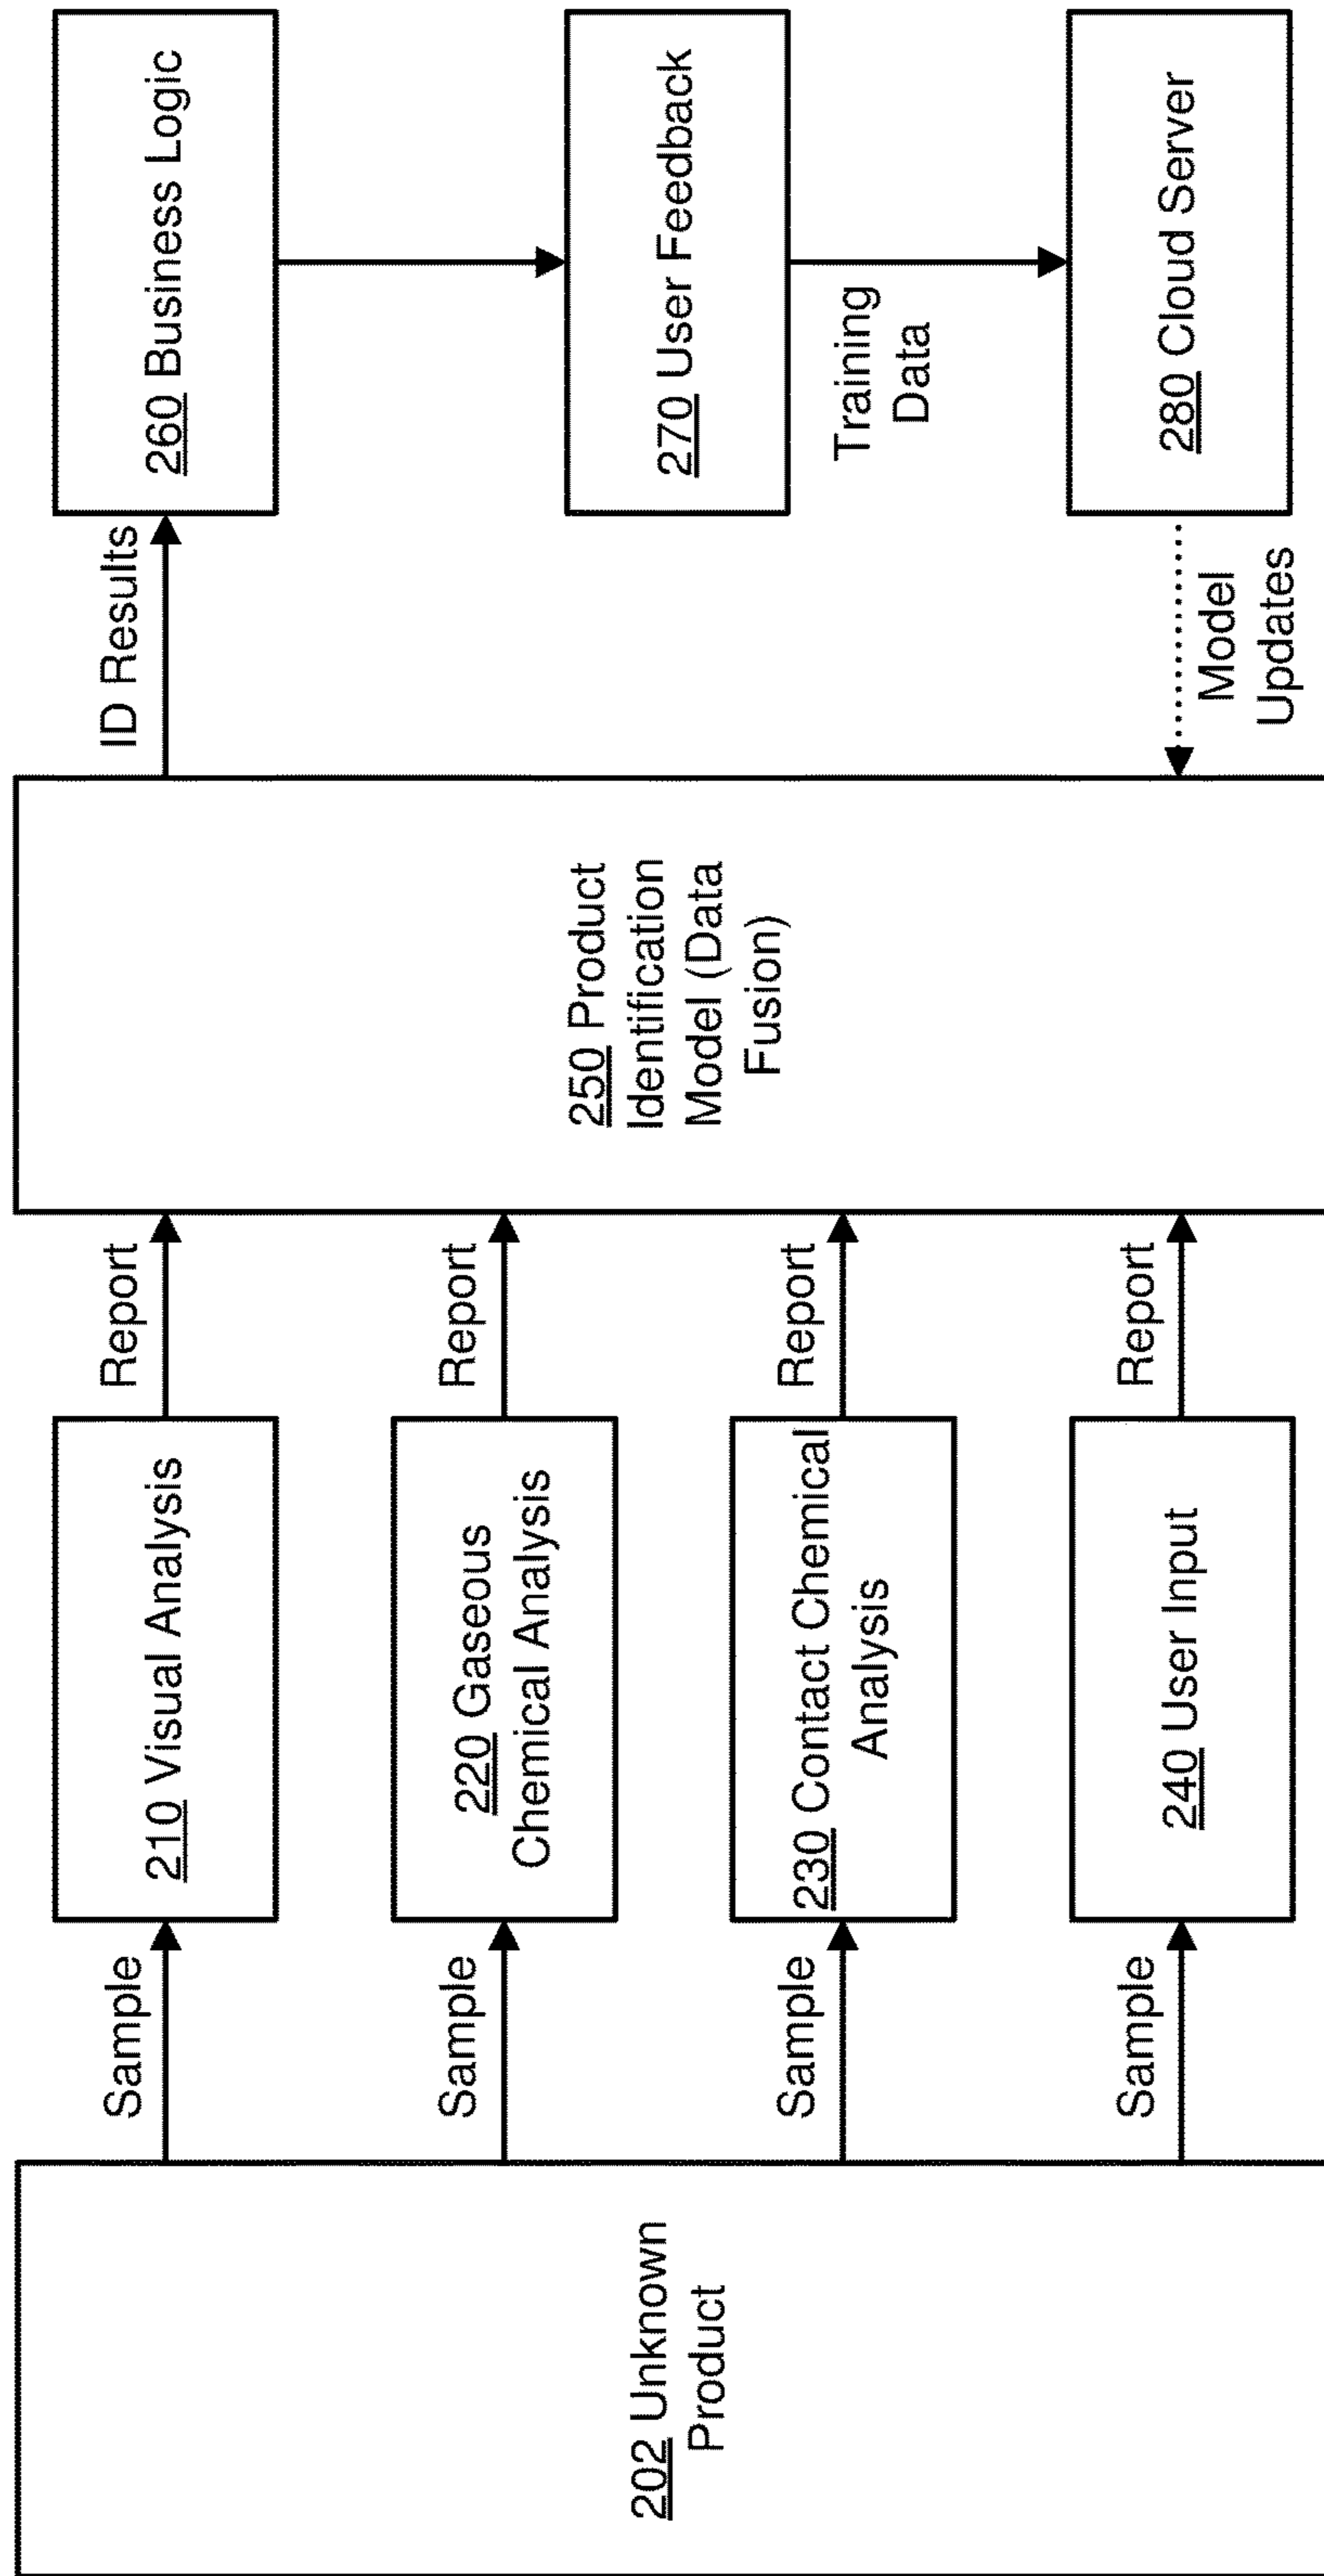 202 Unknown
Product
Sample
Sample
Sample
Sample
210 Visual Analysis
220 Gaseous
Chemical Analysis
230 Contact Chemical
Analysis
240 User Input
Report
Report
Report
Report
250 Product
Identification
Model (Data
Fusion)
ID Results
Model
Updates
260 Business Logic
270 User Feedback
Training
Data
280 Cloud Server